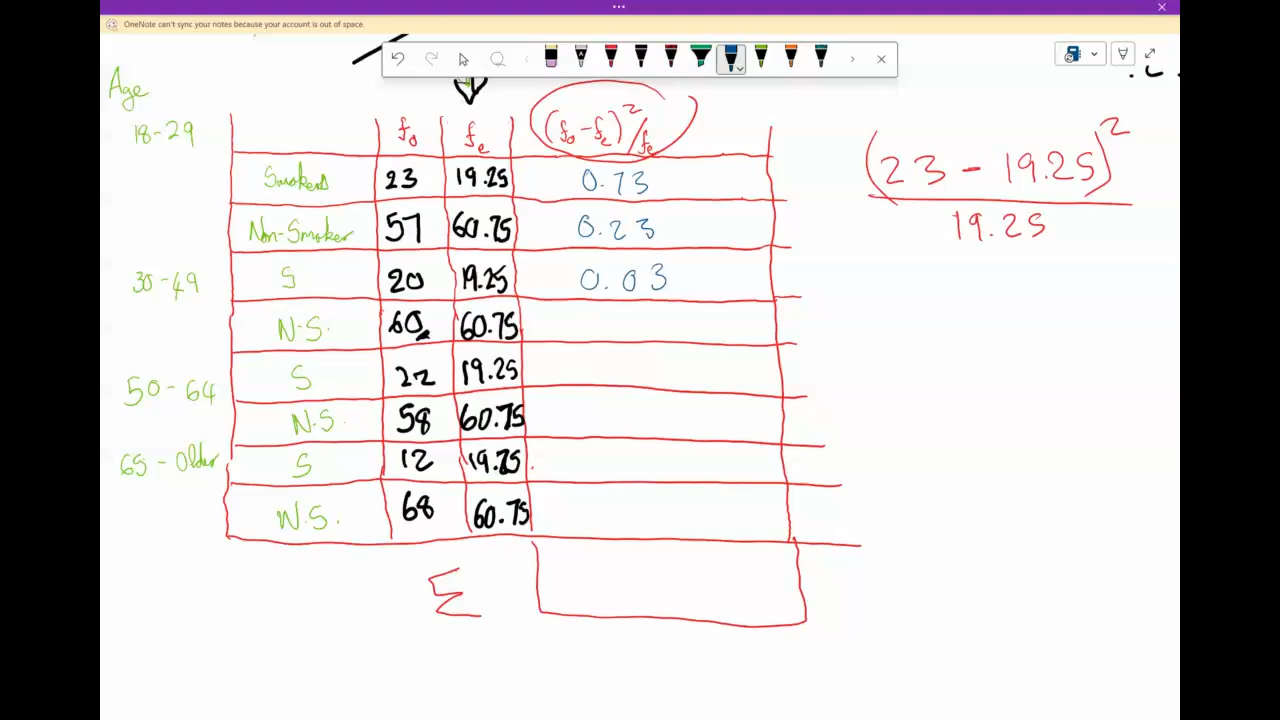 OneNote can't sync your notes because your account is out of space.
Age
f₀ fₑ (f₀ - fₑ)²/fₑ
18-29
Smokers 23 19.25 0.73
Non-Smoker 57 60.75 0.23
30-49 S 20 19.25 0.03
N.S. 60 60.75
50-64 S 22 19.25
N.S. 58 60.75
65-Older S 12 19.25
N.S. 68 60.75
Σ
(23 - 19.25)²
19.25